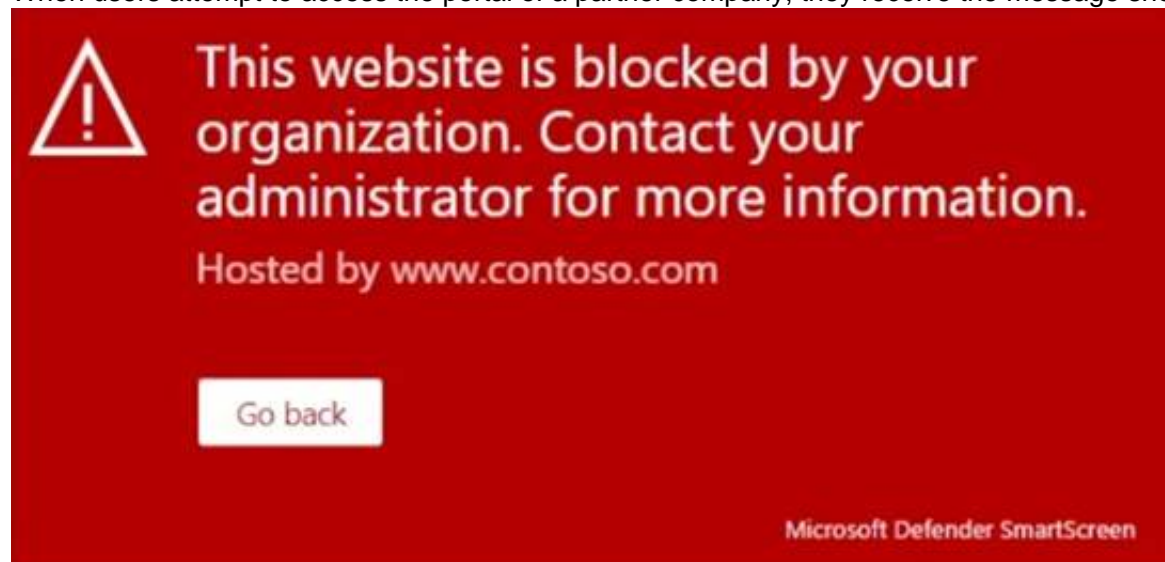 This website is blocked by your
organization. Contact your
administrator for more information.
Hosted by www.contoso.com
Go back
Microsoft Defender SmartScreen